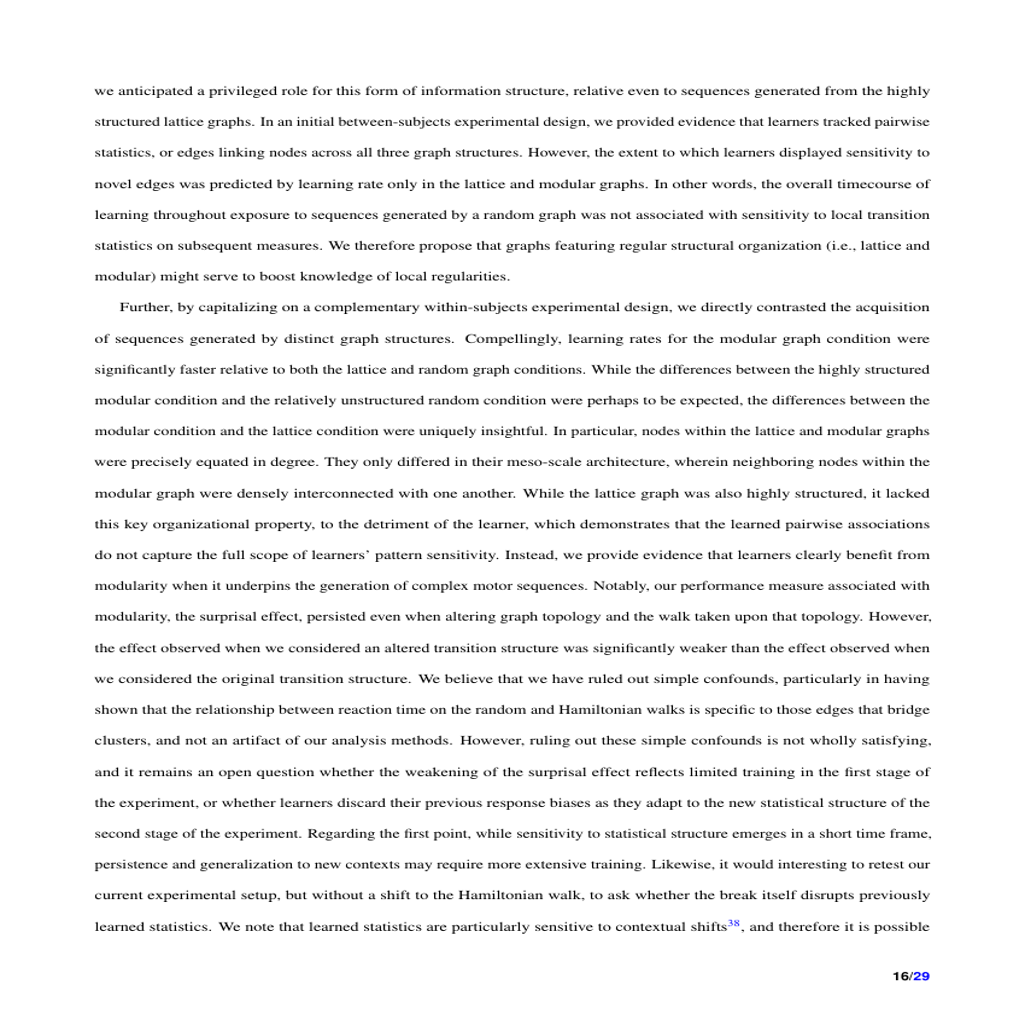 we anticipated a privileged role for this form of information structure, relative even to sequences generated from the highly
structured lattice graphs. In an initial between-subjects experimental design, we provided evidence that learners tracked pairwise
statistics, or edges linking nodes across all three graph structures. However, the extent to which learners displayed sensitivity to
novel edges was predicted by learning rate only in the lattice and modular graphs. In other words, the overall timecourse of
learning throughout exposure to sequences generated by a random graph was not associated with sensitivity to local transition
statistics on subsequent measures. We therefore propose that graphs featuring regular structural organization (i.e., lattice and
modular) might serve to boost knowledge of local regularities.
Further, by capitalizing on a complementary within-subjects experimental design, we directly contrasted the acquisition
of sequences generated by distinct graph structures. Compellingly, learning rates for the modular graph condition were
significantly faster relative to both the lattice and random graph conditions. While the differences between the highly structured
modular condition and the relatively unstructured random condition were perhaps to be expected, the differences between the
modular condition and the lattice condition were uniquely insightful. In particular, nodes within the lattice and modular graphs
were precisely equated in degree. They only differed in their meso-scale architecture, wherein neighboring nodes within the
modular graph were densely interconnected with one another. While the lattice graph was also highly structured, it lacked
this key organizational property, to the detriment of the learner, which demonstrates that the learned pairwise associations
do not capture the full scope of learners’ pattern sensitivity. Instead, we provide evidence that learners clearly benefit from
modularity when it underpins the generation of complex motor sequences. Notably, our performance measure associated with
modularity, the surprisal effect, persisted even when altering graph topology and the walk taken upon that topology. However,
the effect observed when we considered an altered transition structure was significantly weaker than the effect observed when
we considered the original transition structure. We believe that we have ruled out simple confounds, particularly in having
shown that the relationship between reaction time on the random and Hamiltonian walks is specific to those edges that bridge
clusters, and not an artifact of our analysis methods. However, ruling out these simple confounds is not wholly satisfying,
and it remains an open question whether the weakening of the surprisal effect reflects limited training in the first stage of
the experiment, or whether learners discard their previous response biases as they adapt to the new statistical structure of the
second stage of the experiment. Regarding the first point, while sensitivity to statistical structure emerges in a short time frame,
persistence and generalization to new contexts may require more extensive training. Likewise, it would interesting to retest our
current experimental setup, but without a shift to the Hamiltonian walk, to ask whether the break itself disrupts previously
learned statistics. We note that learned statistics are particularly sensitive to contextual shifts38, and therefore it is possible
16/29